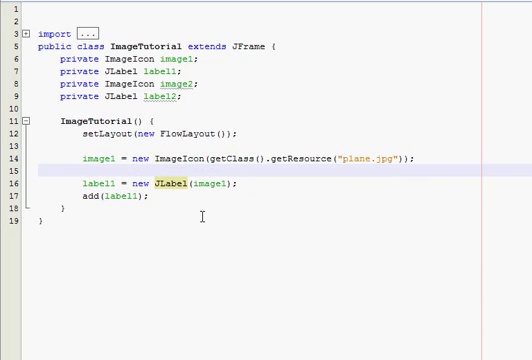 1
2
3 import ...
5 public class ImageTutorial extends JFrame {
6 private ImageIcon image1;
7 private JLabel label1;
8 private ImageIcon image2;
9 private JLabel label2;
10
11 ImageTutorial() {
12 setLayout(new FlowLayout());
13
14 image1 = new ImageIcon(getClass().getResource("plane.jpg"));
15
16 label1 = new JLabel(image1);
17 add(label1);
18 }
19 }